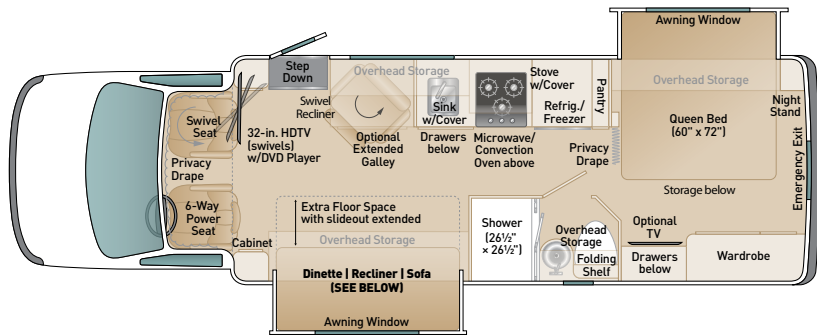 Awning Window
Step
Down
Overhead Storage
Stove
w/Cover
Overhead Storage
Swivel
Seat
Swivel
Recliner
32-in. HDTV
(swivels)
w/DVD Player
Optional
Extended
Galley
Sink
w/Cover
Drawers
below
Microwave/
Convection
Oven above
Refrig./
Freezer
Pantry
Queen Bed
(60" x 72")
Night
Stand
Privacy
Drape
Privacy
Drape
Emergency Exit
Storage below
6-Way
Power
Seat
Extra Floor Space
with slideout extended
Cabinet
Overhead Storage
Shower
(26½"
× 26½")
Overhead
Storage
Folding
Shelf
Optional
TV
Drawers
below
Wardrobe
Dinette | Recliner | Sofa
(SEE BELOW)
Awning Window